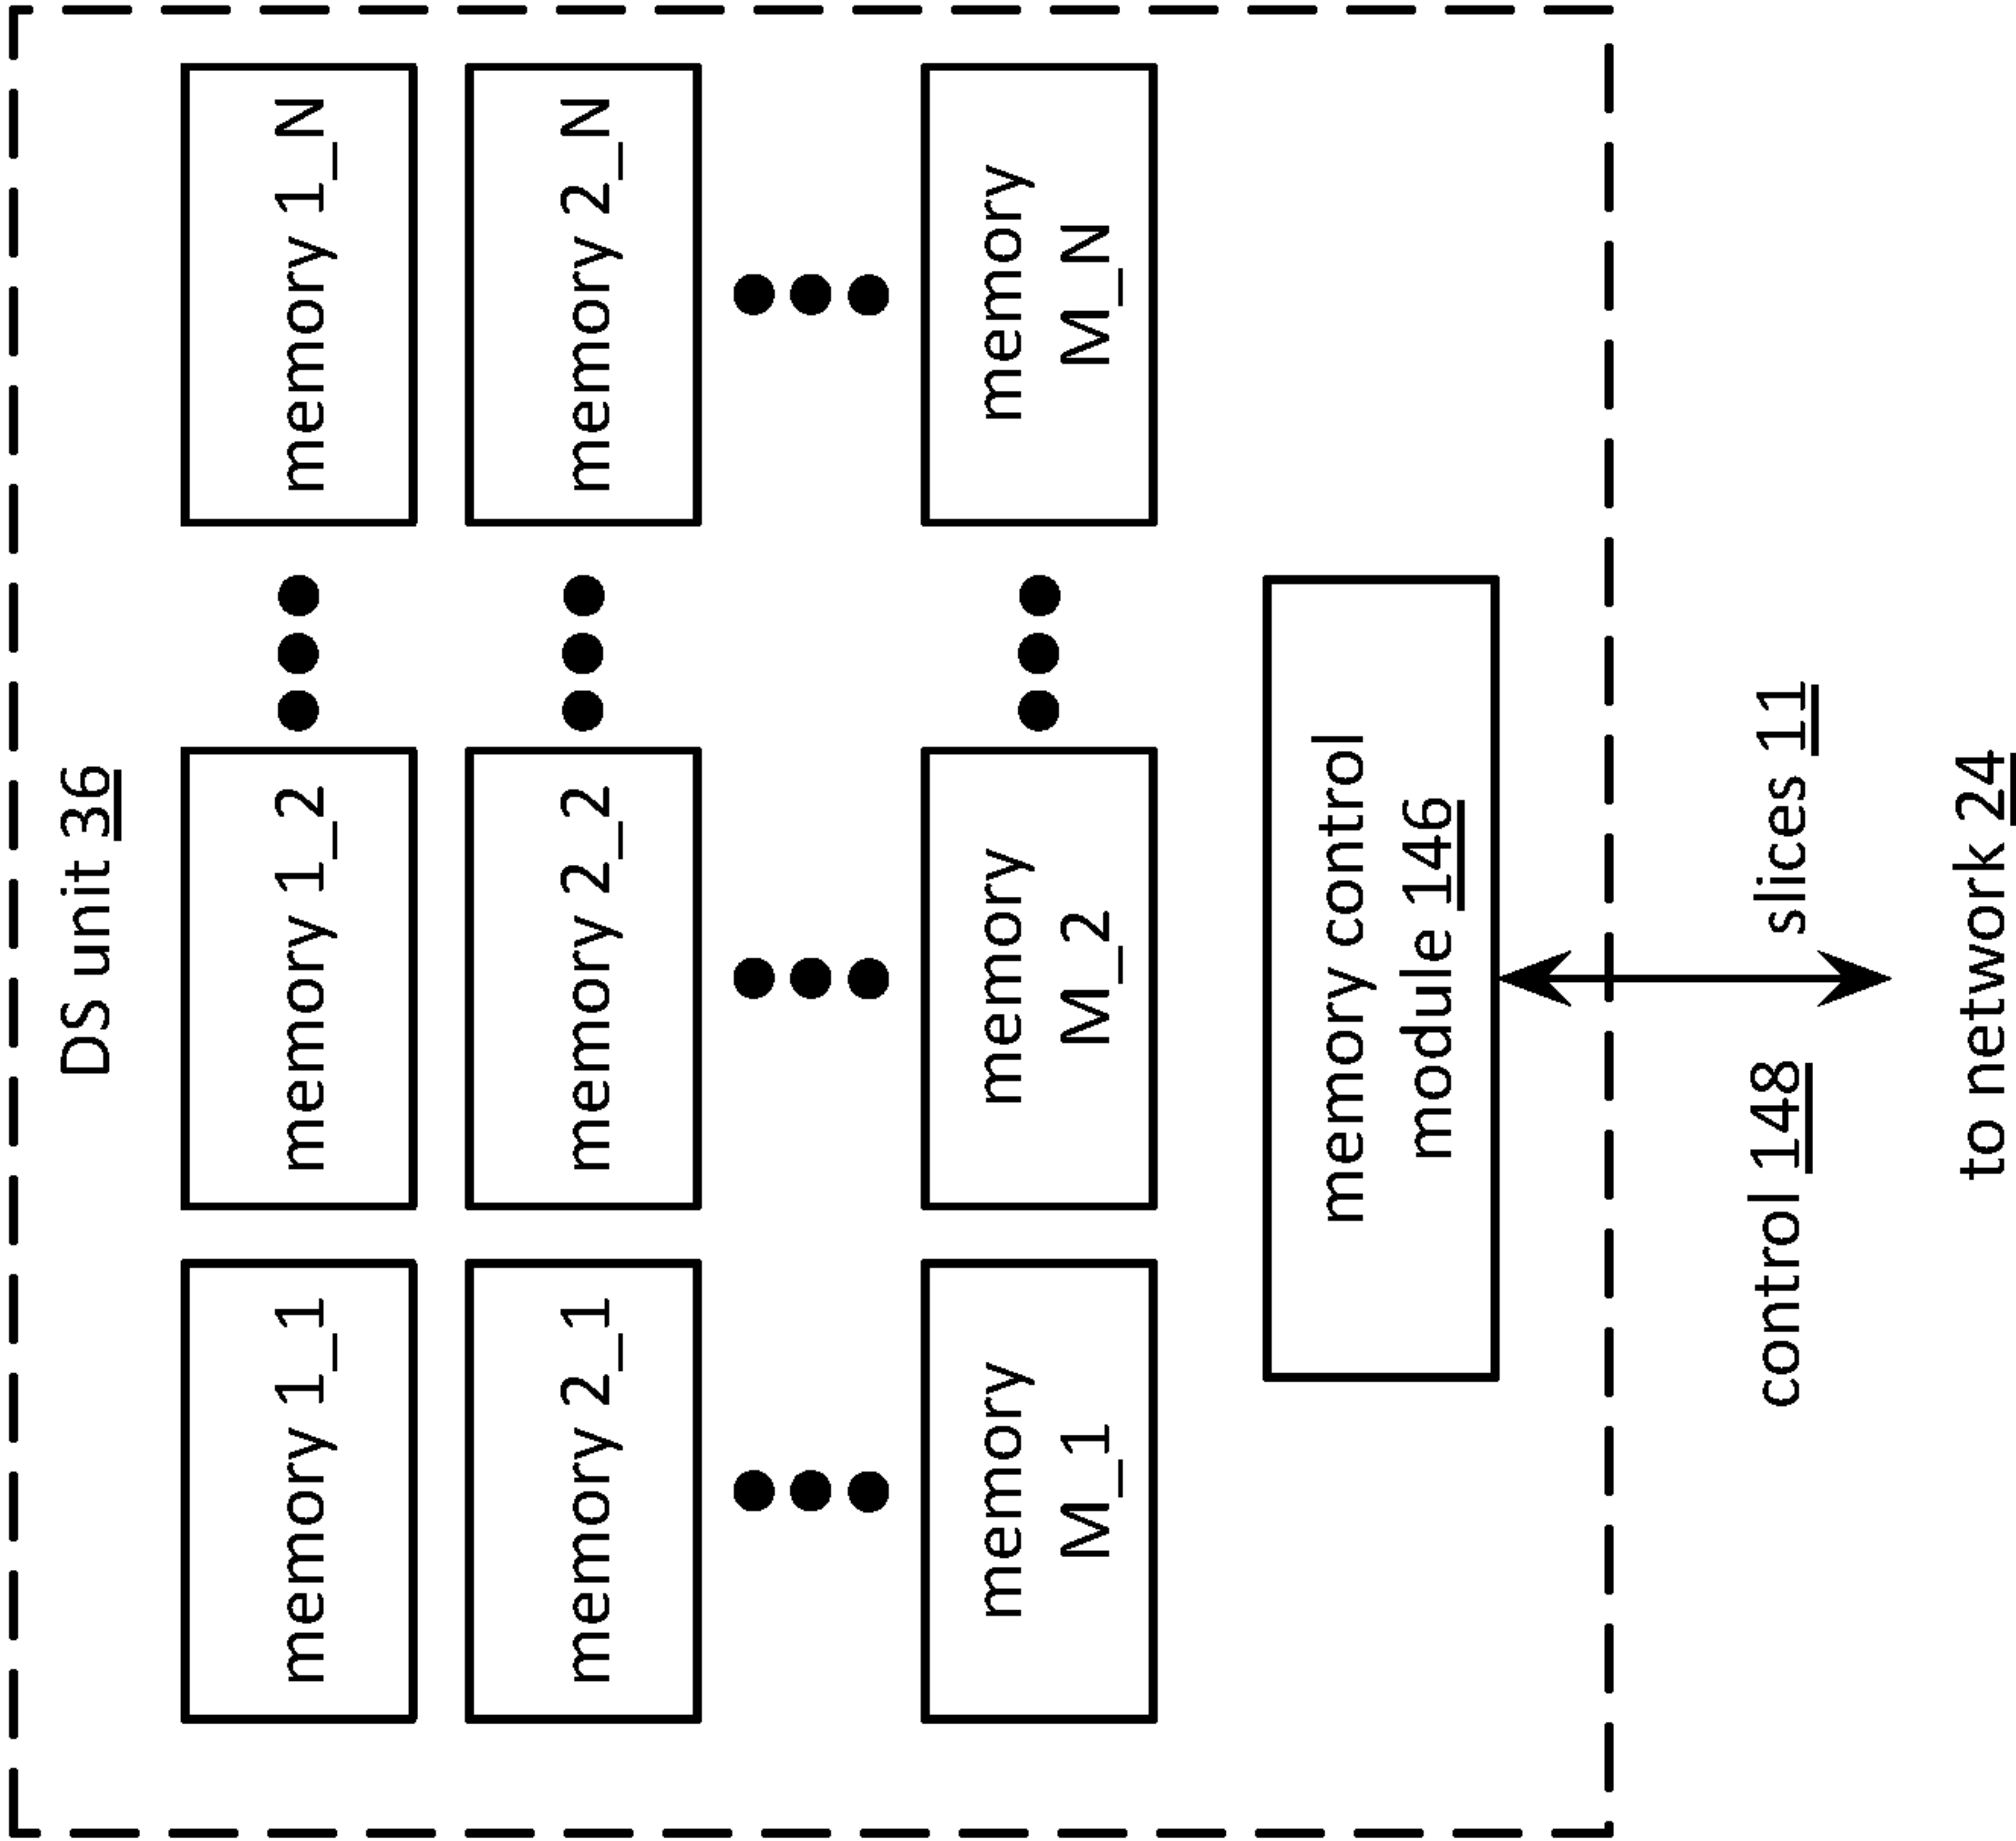 DS unit 36
memory 1_1
memory 1_2
memory 1_N
memory 2_1
memory 2_2
memory 2_N
memory
M_1
memory
M_2
memory
M_N
memory control
module 146
control 148
slices 11
to network 24